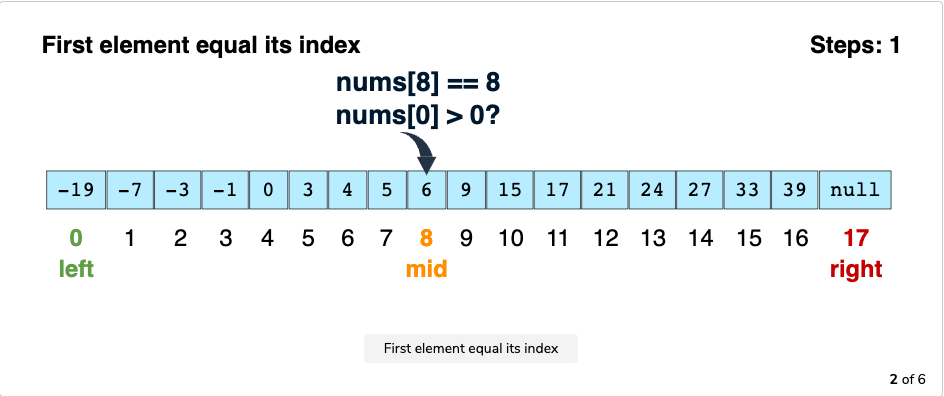 First element equal its index
Steps: 1
nums[8] == 8
nums[0] > 0?
-19 -7 -3 -1 0 3 4 5 6 9 15 17 21 24 27 33 39 null
0 1 2 3 4 5 6 7 8 9 10 11 12 13 14 15 16 17
left mid right
First element equal its index
2 of 6